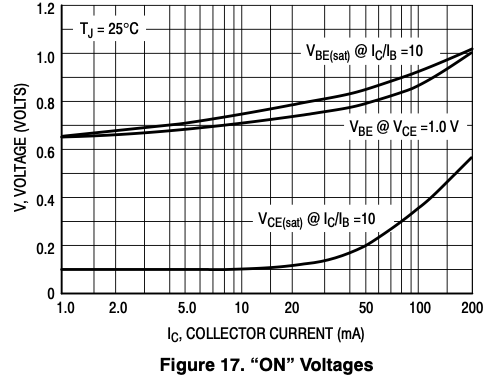 1.2
T_J = 25°C
V_BE(sat) @ I_C/I_B =10
1.0
0.8
V_BE @ V_CE =1.0 V
0.6
0.4
V_CE(sat) @ I_C/I_B =10
0.2
0
V, VOLTAGE (VOLTS)
1.0 2.0 5.0 10 20 50 100 200
I_C, COLLECTOR CURRENT (mA)
Figure 17. “ON” Voltages